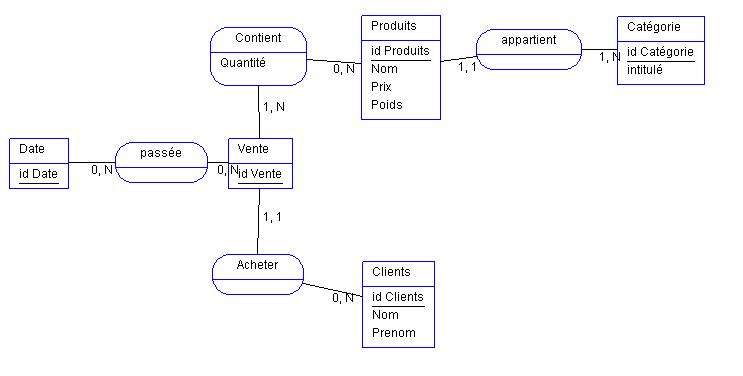 Contient
Quantité
0, N
Produits
id Produits
Nom
Prix
Poids
1, 1
appartient
1, N
Catégorie
id Catégorie
intitulé
1, N
Date
id Date
0, N
passée
0, N
Vente
id Vente
1, 1
Acheter
0, N
Clients
id Clients
Nom
Prenom